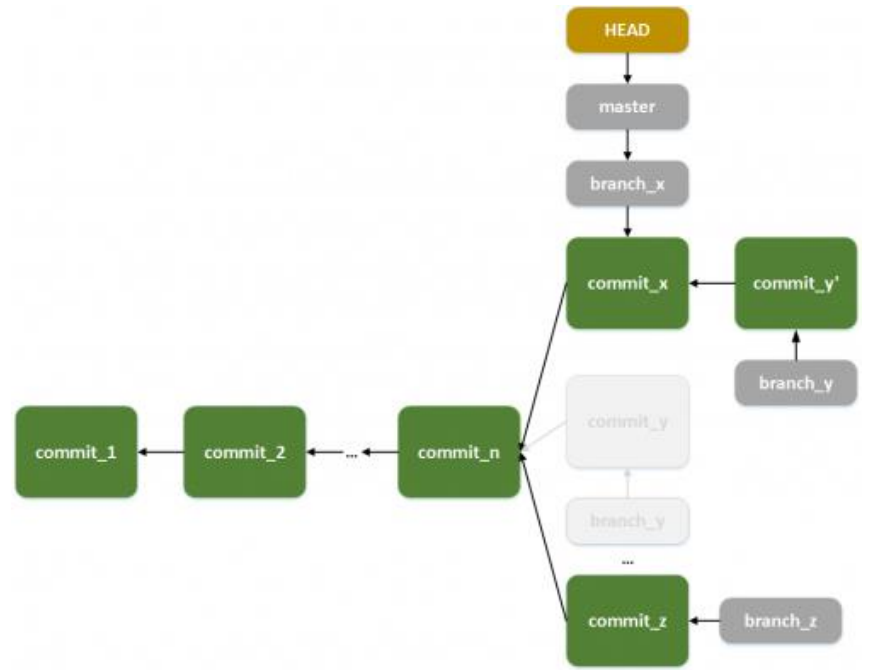 HEAD
master
branch_x
commit_x
commit_y'
branch_y
commit_y
commit_1
commit_2
...
commit_n
branch_y
...
commit_z
branch_z